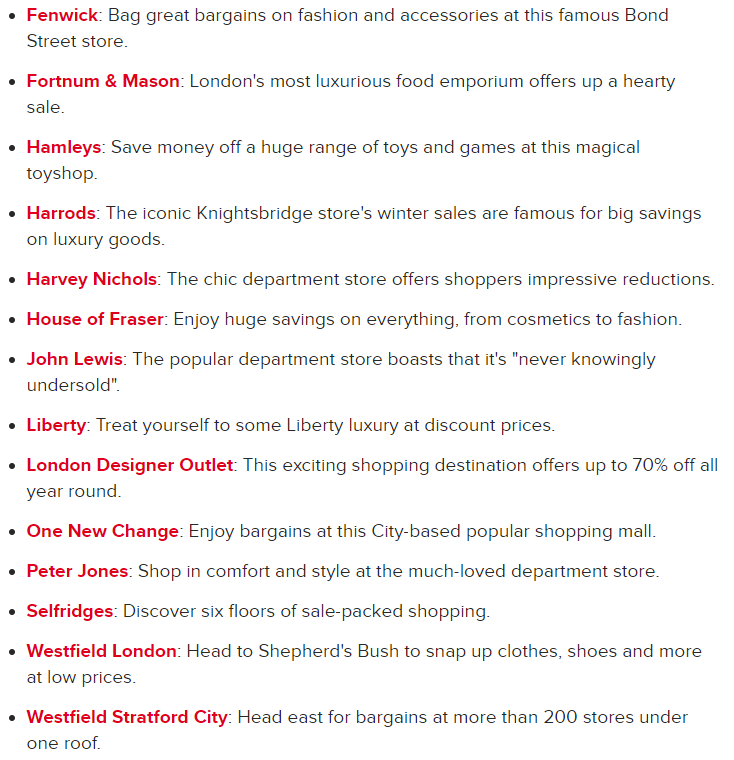 Fenwick: Bag great bargains on fashion and accessories at this famous Bond
Street store.
Fortnum & Mason: London's most luxurious food emporium offers up a hearty
sale.
Hamleys: Save money off a huge range of toys and games at this magical
toyshop.
Harrods: The iconic Knightsbridge store's winter sales are famous for big savings
on luxury goods.
Harvey Nichols: The chic department store offers shoppers impressive reductions.
House of Fraser: Enjoy huge savings on everything, from cosmetics to fashion.
John Lewis: The popular department store boasts that it's "never knowingly
undersold".
Liberty: Treat yourself to some Liberty luxury at discount prices.
London Designer Outlet: This exciting shopping destination offers up to 70% off all
year round.
One New Change: Enjoy bargains at this City-based popular shopping mall.
Peter Jones: Shop in comfort and style at the much-loved department store.
Selfridges: Discover six floors of sale-packed shopping.
Westfield London: Head to Shepherd's Bush to snap up clothes, shoes and more
at low prices.
Westfield Stratford City: Head east for bargains at more than 200 stores under
one roof.